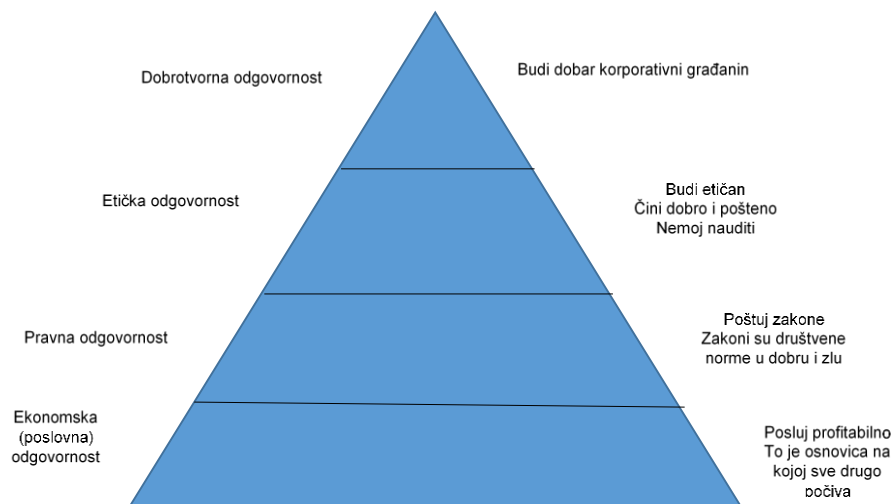 Dobrotvorna odgovornost
Budi dobar korporativni građanin
Etička odgovornost
Budi etičan
Čini dobro i pošteno
Nemoj nauditi
Pravna odgovornost
Poštuj zakone
Zakoni su društvene
norme u dobru i zlu
Ekonomska
(poslovna)
odgovornost
Posluj profitabilno
To je osnovica na
kojoj sve drugo
počiva